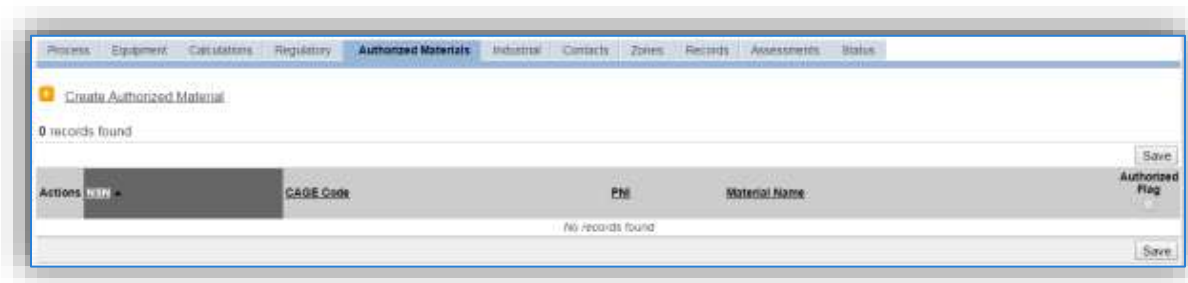 Process Equipment Calculations Regulatory Authorized Materials Industrial Contacts Zones Records Assessments Status
Create Authorized Material
0 records found
Save
Actions NSN CAGE Code PNI Material Name Authorized Flag
No records found
Save